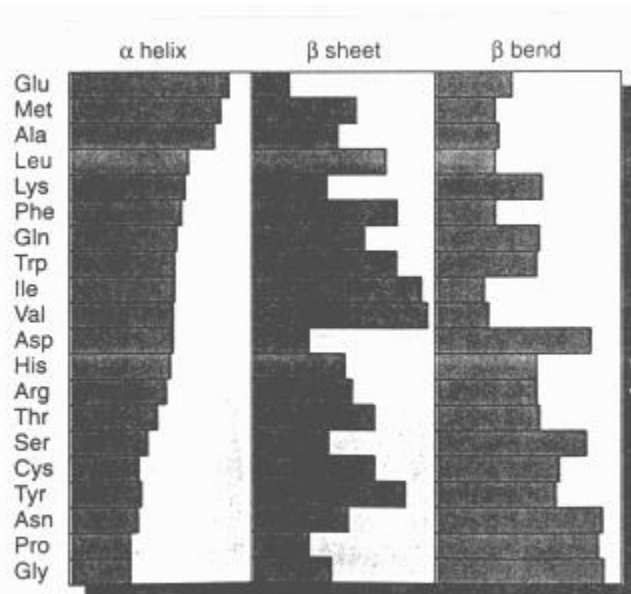 α helix β sheet β bend
Glu
Met
Ala
Leu
Lys
Phe
Gln
Trp
Ile
Val
Asp
His
Arg
Thr
Ser
Cys
Tyr
Asn
Pro
Gly